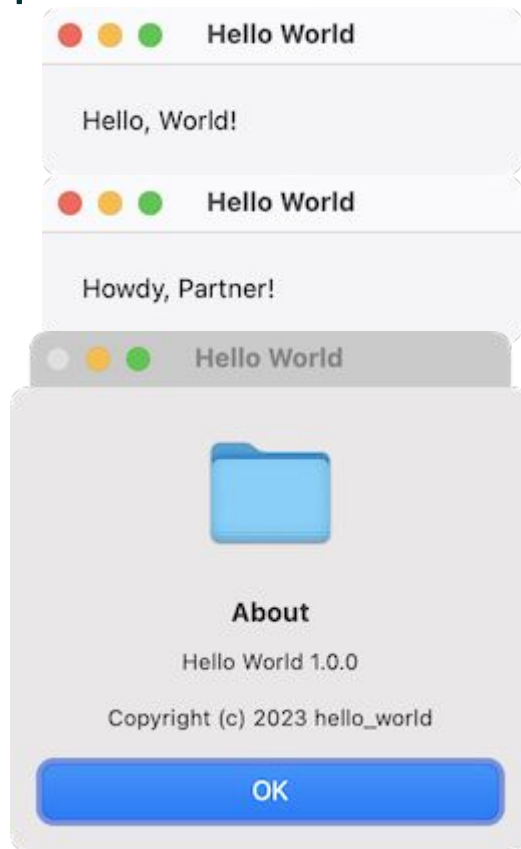 Hello World
Hello, World!
Hello World
Howdy, Partner!
Hello World
About
Hello World 1.0.0
Copyright (c) 2023 hello_world
OK